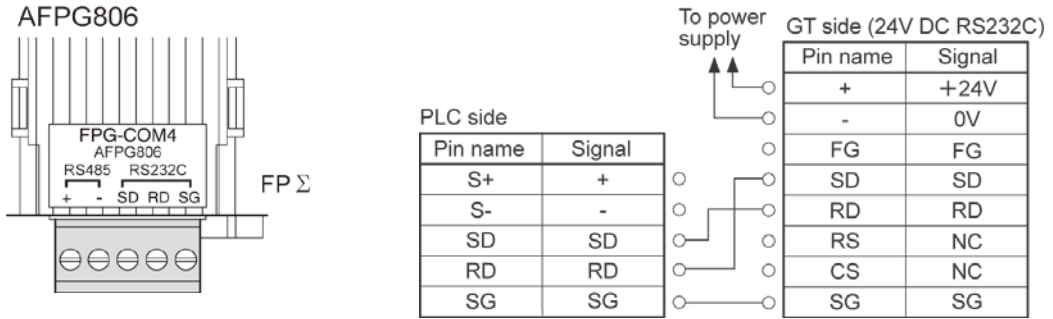 AFPG806
FPG-COM4
AFPG806
RS485 RS232C
+ - SD RD SG
FP Σ
To power
supply
GT side (24V DC RS232C)
Pin name Signal
+ +24V
- 0V
FG FG
SD SD
RD RD
RS NC
CS NC
SG SG
PLC side
Pin name Signal
S+ +
S- -
SD SD
RD RD
SG SG